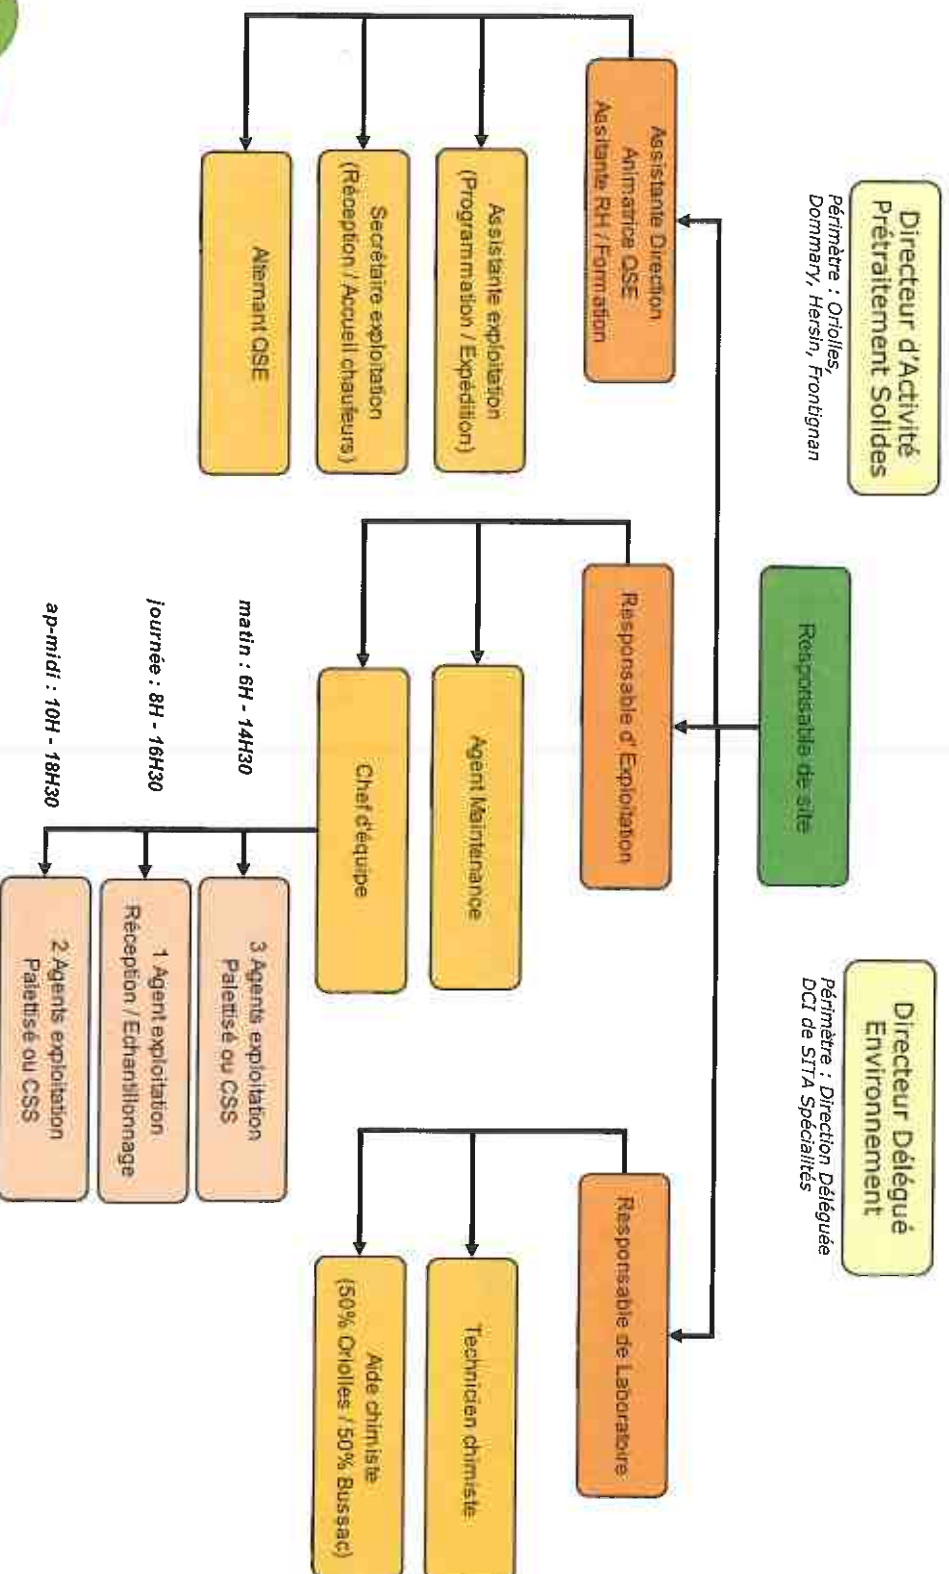 Directeur d'Activité
Prétraitement Solides
Périmètre : Oriolles,
Dommary, Hersin, Frontignan
Directeur Délégué
Environnement
Périmètre : Direction Déléguée
DCI de SITA Spécialités
Responsable de site
Assistante Direction
Animatrice QSE
Assitante RH / Formation
Responsable d' Exploitation
Responsable de Laboratoire
Assistante exploitation
(Programmation / Expédition)
Secrétaire exploitation
(Réception / Accueil chaufeurs)
Alternant QSE
Agent Maintenance
Chef d'équipe
Technicien chimiste
Aide chimiste
(50% Oriolles / 50% Bussac)
matin : 6H - 14H30
3 Agents exploitation
Palettisé ou CSS
journée : 8H - 16H30
1 Agent exploitation
Réception / Echantillonnage
ap-midi : 10H - 18H30
2 Agents exploitation
Palettisé ou CSS